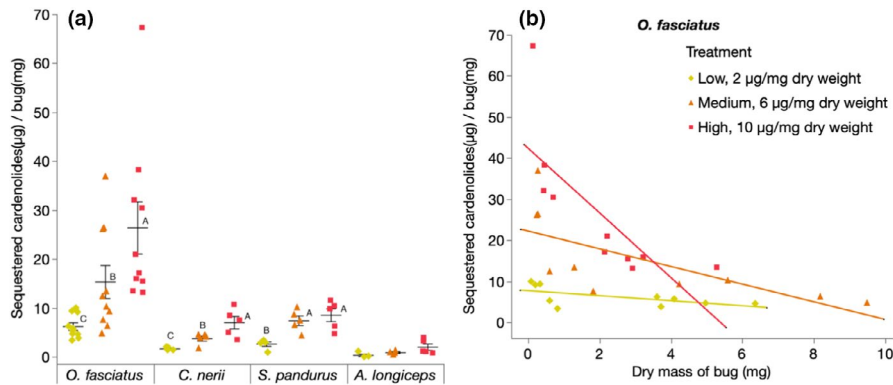 (a)
Sequestered cardenolides(µg) / bug(mg)
70
60
50
40
30
20
10
0
A
B
C
A
B
C
A
A
B
O. fasciatus
C. nerii
S. pandurus
A. longiceps
(b)
O. fasciatus
Treatment
Low, 2 µg/mg dry weight
Medium, 6 µg/mg dry weight
High, 10 µg/mg dry weight
Sequestered cardenolides(µg) / bug(mg)
70
60
50
40
30
20
10
0
0 2 4 6 8 10
Dry mass of bug (mg)